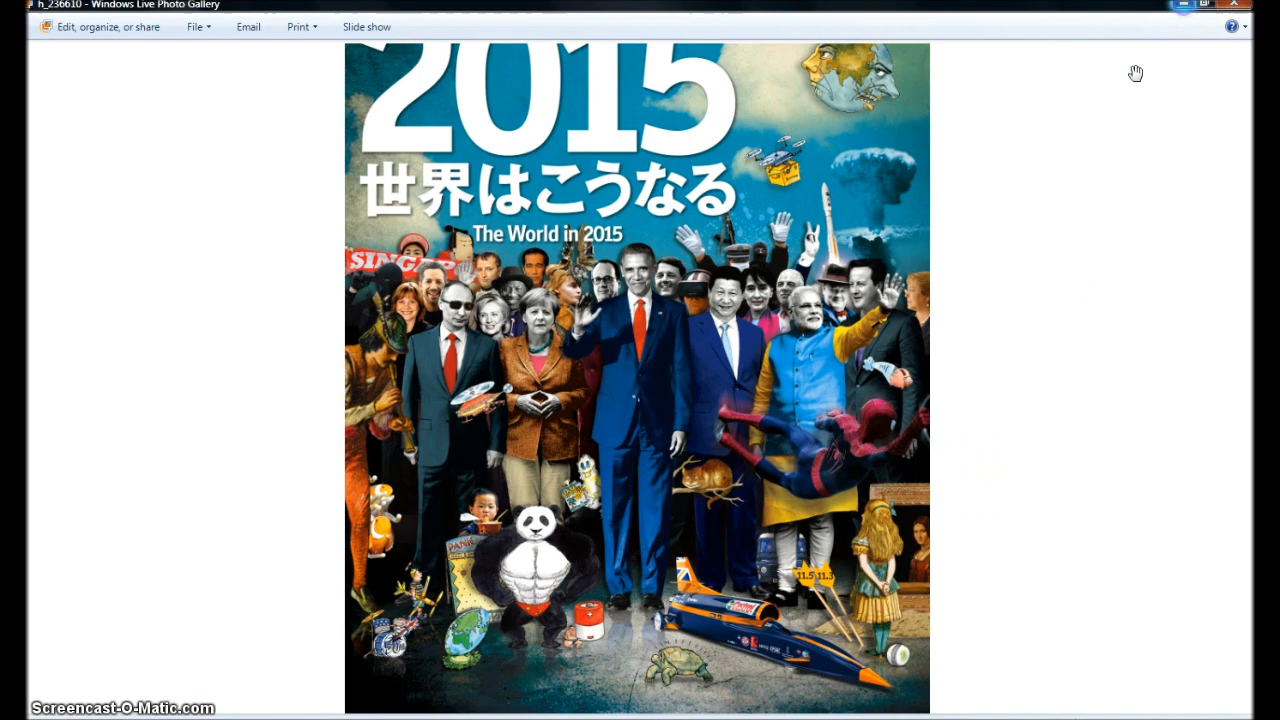 h_236610 - Windows Live Photo Gallery
Edit, organize, or share File Email Print Slide show
2015
世界はこうなる
The World in 2015
PANIC
11.5 11.3
Screencast-O-Matic.com